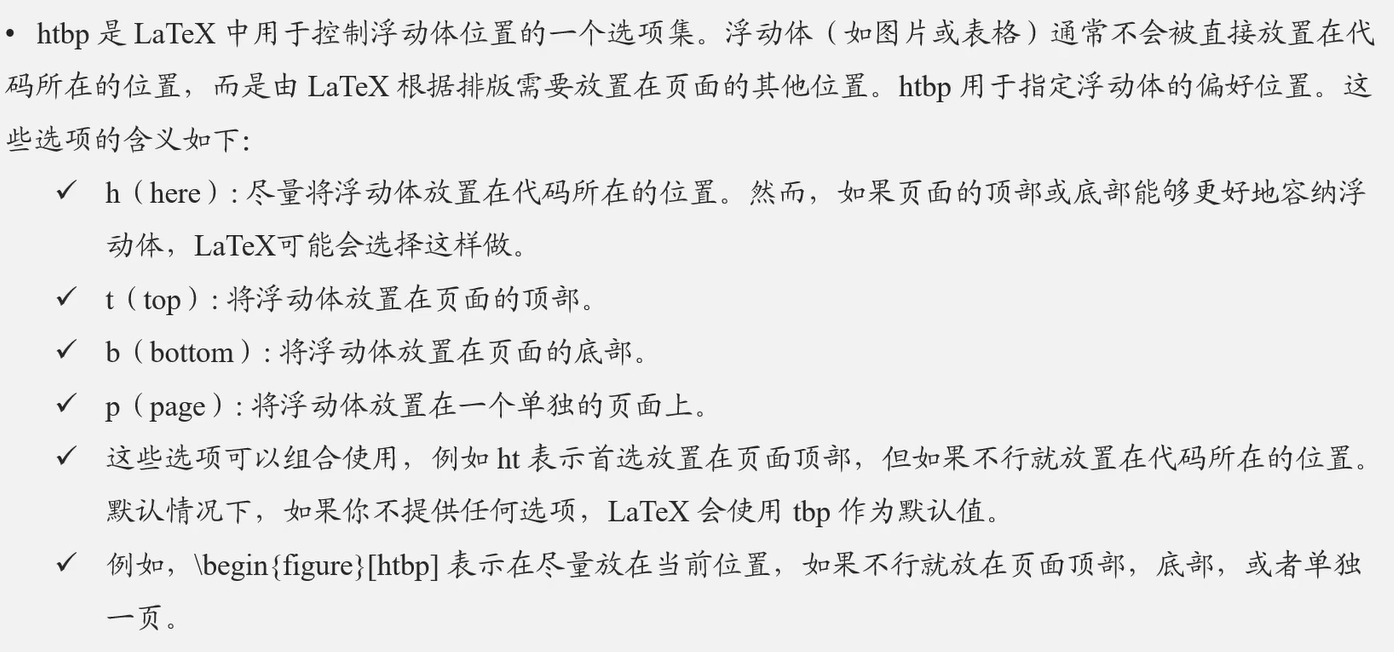 • htbp 是 LaTeX 中用于控制浮动体位置的一个选项集。浮动体（如图片或表格）通常不会被直接放置在代
码所在的位置，而是由 LaTeX 根据排版需要放置在页面的其他位置。htbp 用于指定浮动体的偏好位置。这
些选项的含义如下：
✓ h（here）: 尽量将浮动体放置在代码所在的位置。然而，如果页面的顶部或底部能够更好地容纳浮
动体，LaTeX可能会选择这样做。
✓ t（top）: 将浮动体放置在页面的顶部。
✓ b（bottom）: 将浮动体放置在页面的底部。
✓ p（page）: 将浮动体放置在一个单独的页面上。
✓ 这些选项可以组合使用，例如 ht 表示首选放置在页面顶部，但如果不行就放置在代码所在的位置。
默认情况下，如果你不提供任何选项，LaTeX 会使用 tbp 作为默认值。
✓ 例如，\begin{figure}[htbp] 表示在尽量放在当前位置，如果不行就放在页面顶部，底部，或者单独
一页。